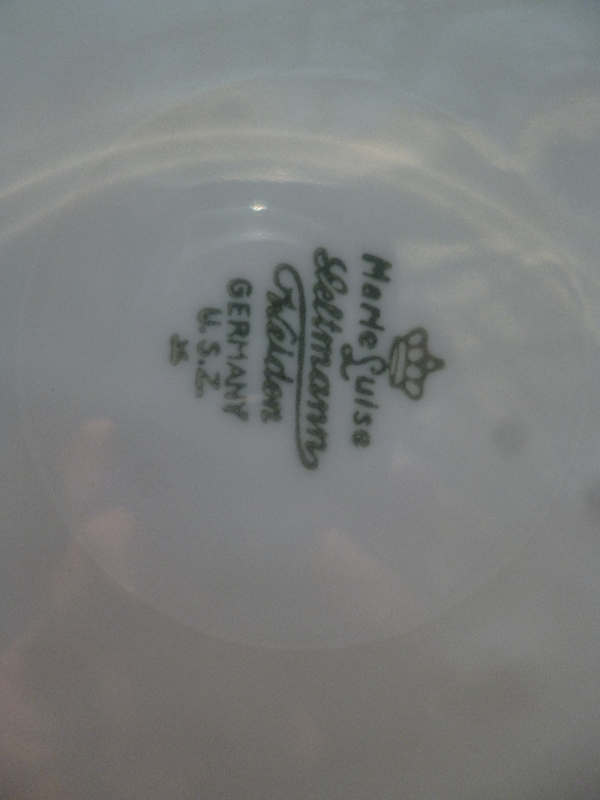 Marie Luise
Seltmann
Weiden
GERMANY
U.S.Z.